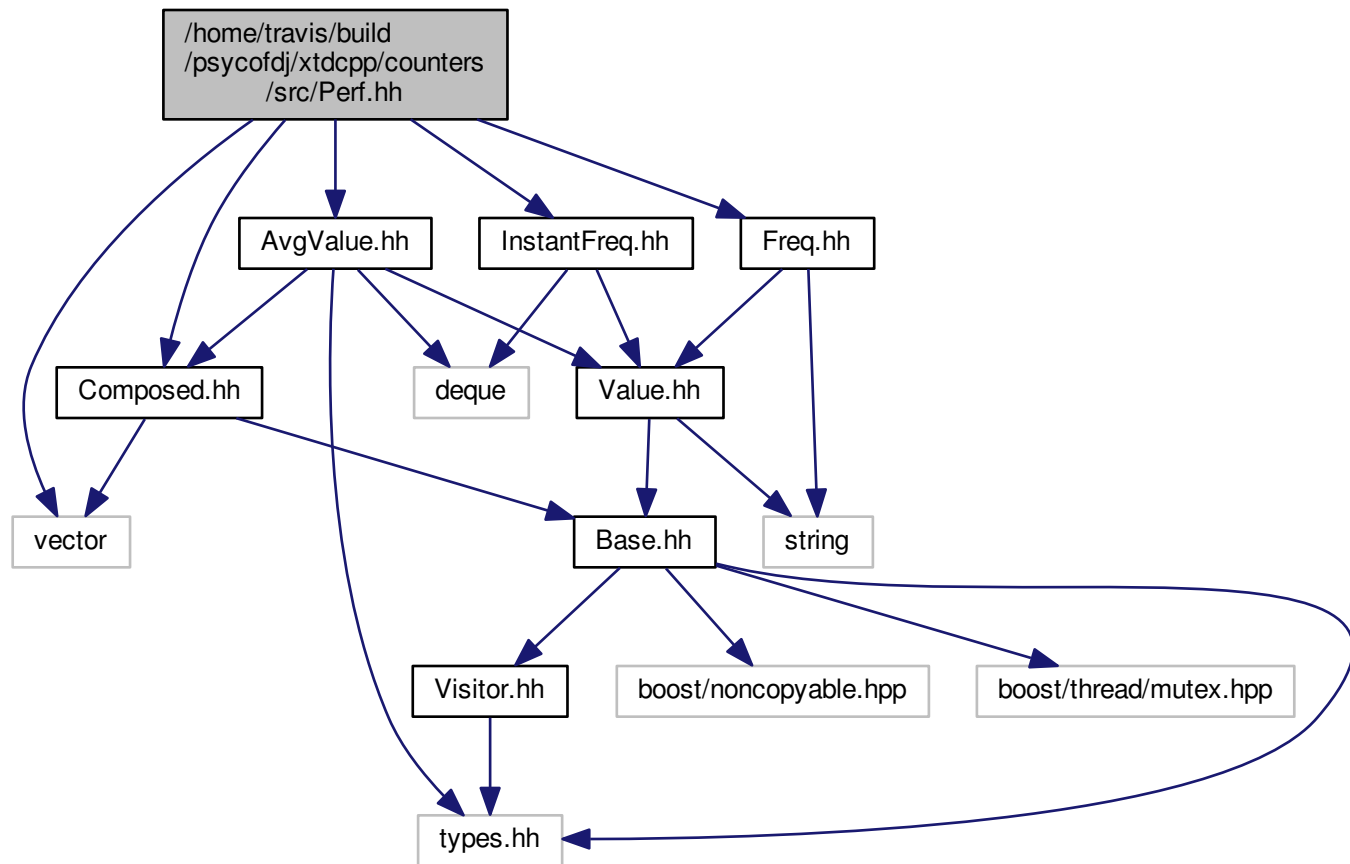 /home/travis/build
/psycofdj/xtdcpp/counters
/src/Perf.hh
AvgValue.hh
InstantFreq.hh
Freq.hh
Composed.hh
deque
Value.hh
vector
Base.hh
string
Visitor.hh
boost/noncopyable.hpp
boost/thread/mutex.hpp
types.hh